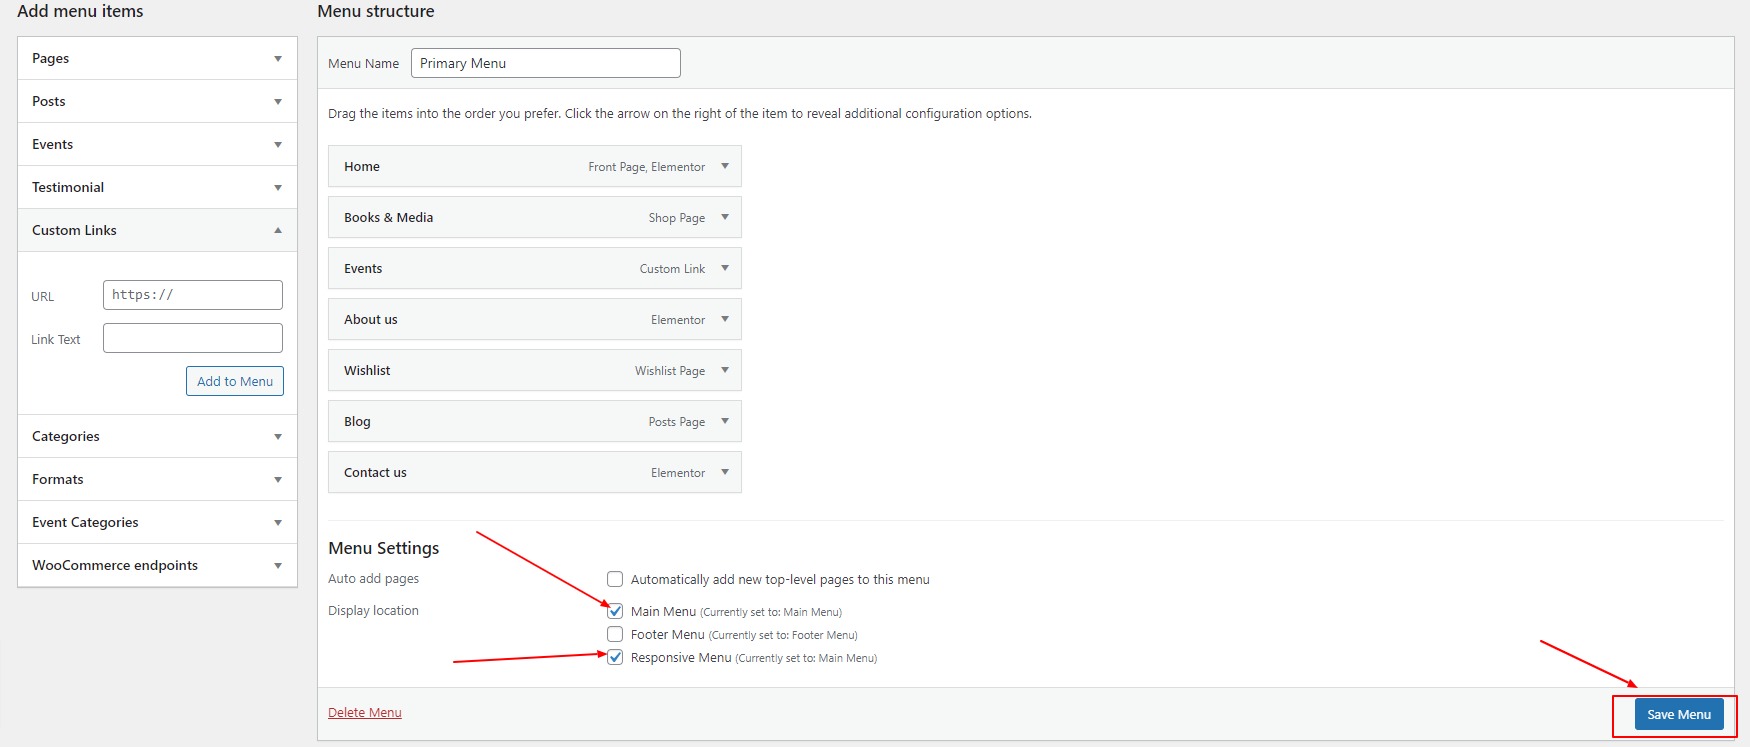 Add menu items
Pages
Posts
Events
Testimonial
Custom Links
URL https://
Link Text
Add to Menu
Categories
Formats
Event Categories
WooCommerce endpoints
Menu structure
Menu Name Primary Menu
Drag the items into the order you prefer. Click the arrow on the right of the item to reveal additional configuration options.
Home Front Page, Elementor
Books & Media Shop Page
Events Custom Link
About us Elementor
Wishlist Wishlist Page
Blog Posts Page
Contact us Elementor
Menu Settings
Auto add pages Automatically add new top-level pages to this menu
Display location Main Menu (Currently set to: Main Menu)
Footer Menu (Currently set to: Footer Menu)
Responsive Menu (Currently set to: Main Menu)
Delete Menu Save Menu